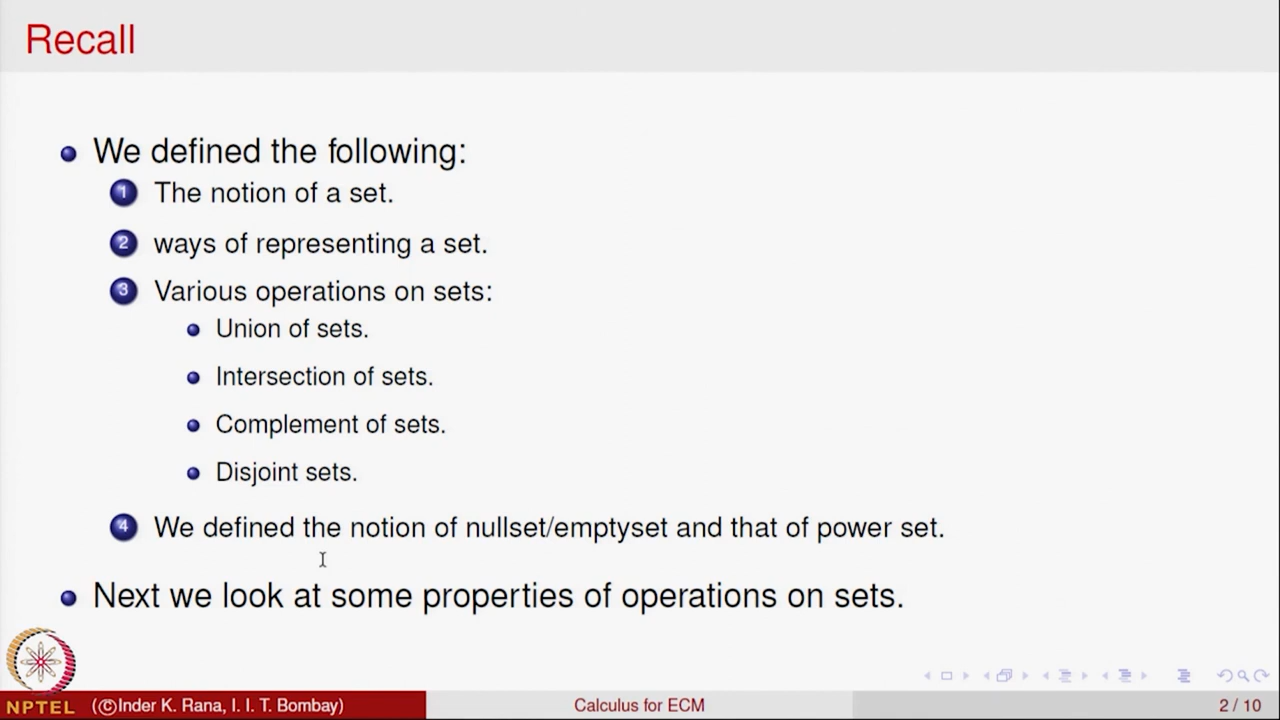 Recall
We defined the following:
1 The notion of a set.
2 ways of representing a set.
3 Various operations on sets:
Union of sets.
Intersection of sets.
Complement of sets.
Disjoint sets.
4 We defined the notion of nullset/emptyset and that of power set.
Next we look at some properties of operations on sets.
NPTEL (©Inder K. Rana, I. I. T. Bombay) Calculus for ECM 2 / 10